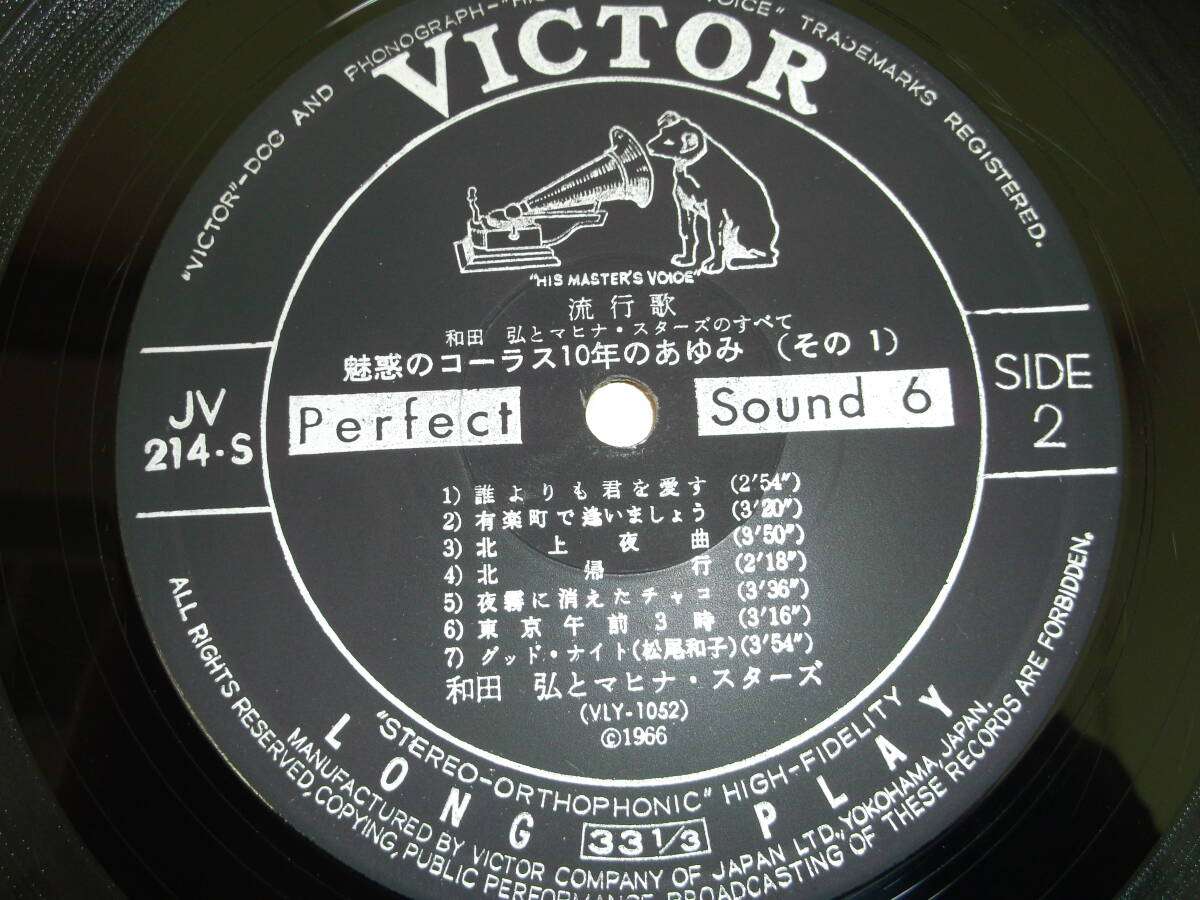 "VICTOR"-DOG AND PHONOGRAPH-"HIS VOICE" TRADEMARKS REGISTERED.
VICTOR
"HIS MASTER'S VOICE"
流行歌
和田 弘とマヒナ・スターズのすべて
魅惑のコーラス10年のあゆみ (その1)
JV
214-S
Perfect Sound 6
SIDE
2
1) 誰よりも君を愛す (2'54")
2) 有楽町で逢いましょう (3'20")
3) 北上夜曲 (3'50")
4) 北帰行 (2'18")
5) 夜霧に消えたチャコ (3'36")
6) 東京午前3時 (3'16")
7) グッド・ナイト(松尾和子)(3'54")
和田 弘とマヒナ・スターズ
(VLY-1052)
©1966
"STEREO-ORTHOPHONIC" HIGH-FIDELITY
LONG PLAY
33 1/3
MANUFACTURED BY VICTOR COMPANY OF JAPAN LTD., YOKOHAMA, JAPAN.
ALL RIGHTS RESERVED, COPYING, PUBLIC PERFORMANCE, BROADCASTING OF THESE RECORDS ARE FORBIDDEN.